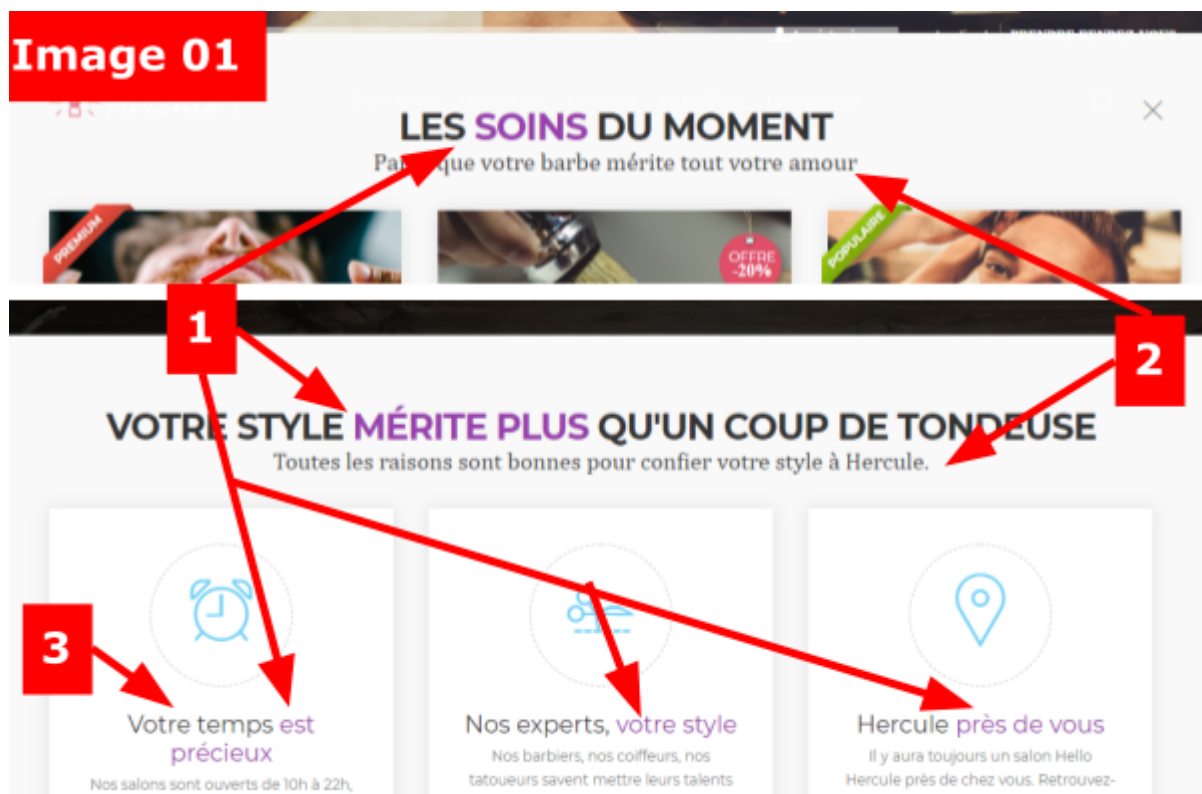 Image 01
PRENDRE RENDEZ-VOUS
LES SOINS DU MOMENT
que votre barbe mérite tout votre amour
PREMIUM
OFFRE
-20%
POPULAIRE
1
2
VOTRE STYLE MÉRITE PLUS QU'UN COUP DE TONDEUSE
Toutes les raisons sont bonnes pour confier votre style à Hercule.
3
Votre temps est
précieux
Nos salons sont ouverts de 10h à 22h,
Nos experts, votre style
Nos barbiers, nos coiffeurs, nos
tatoueurs savent mettre leurs talents
Hercule près de vous
Il y aura toujours un salon Hello
Hercule près de chez vous. Retrouvez-